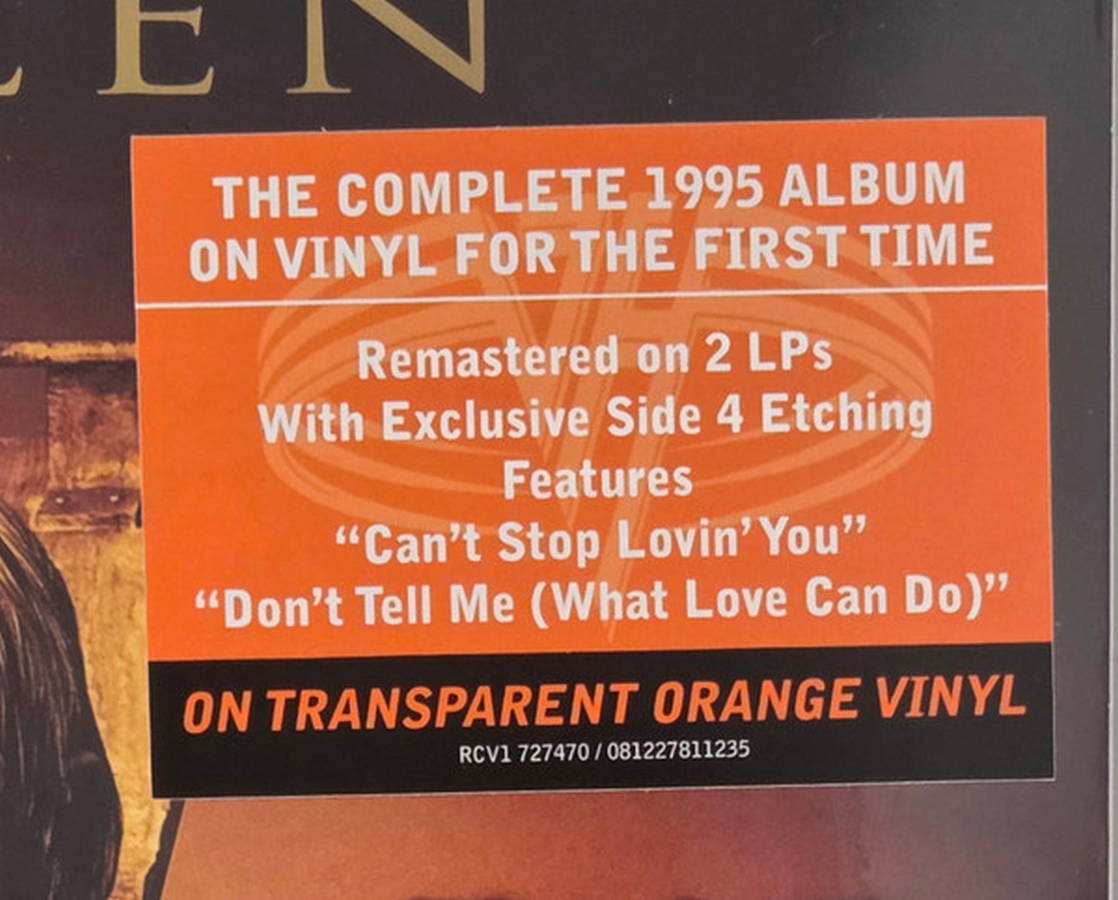 EEN
THE COMPLETE 1995 ALBUM
ON VINYL FOR THE FIRST TIME
Remastered on 2 LPs
With Exclusive Side 4 Etching
Features
“Can’t Stop Lovin’ You”
“Don’t Tell Me (What Love Can Do)”
ON TRANSPARENT ORANGE VINYL
RCV1 727470 / 081227811235